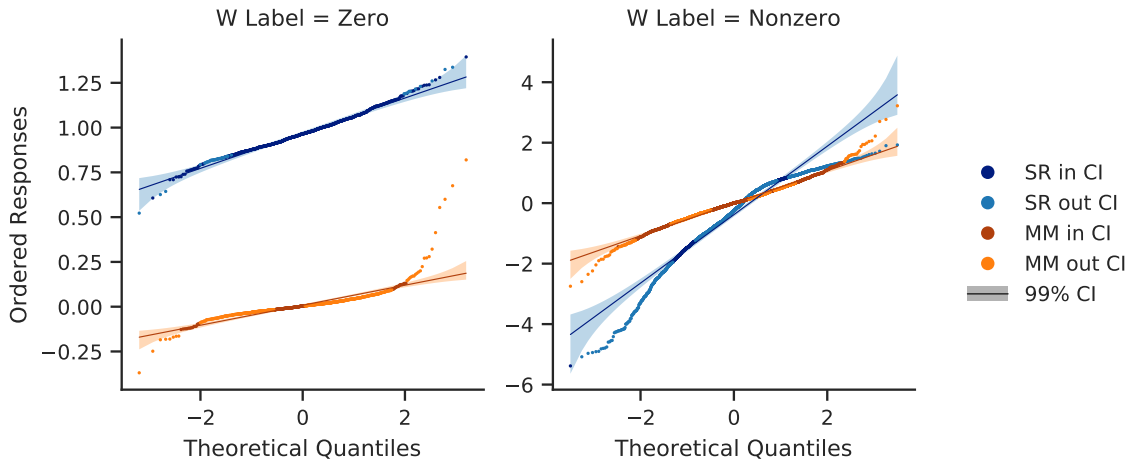 W Label = Zero
W Label = Nonzero
Ordered Responses
1.25
1.00
0.75
0.50
0.25
0.00
−0.25
−2
0
2
Theoretical Quantiles
4
2
0
−2
−4
−6
−2
0
2
Theoretical Quantiles
SR in CI
SR out CI
MM in CI
MM out CI
99% CI